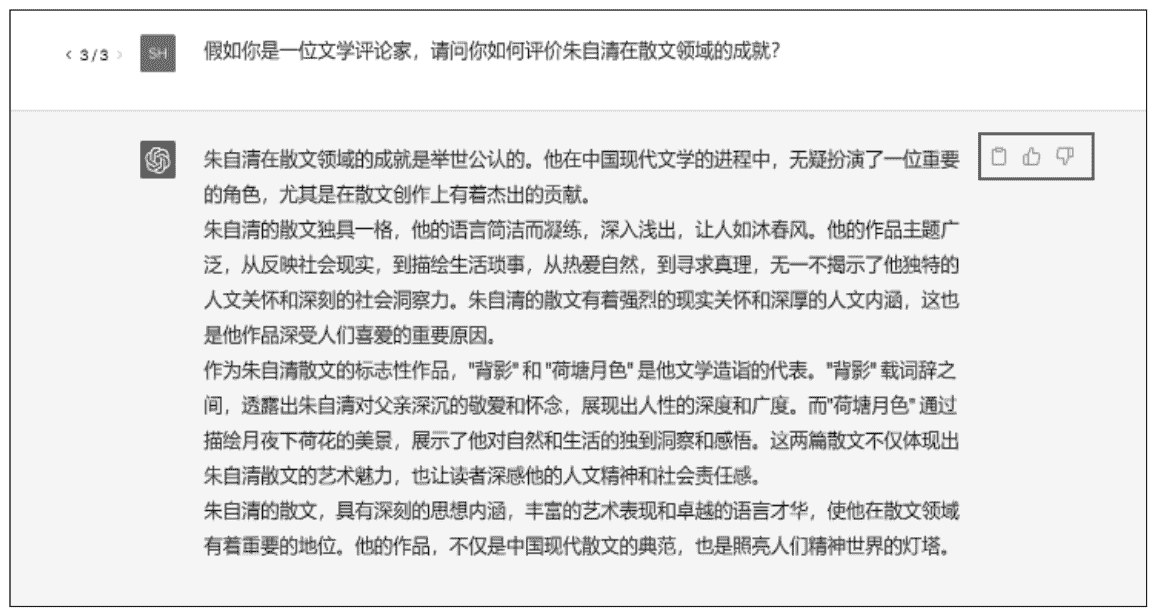 < 3/3 >
SH
假如你是一位文学评论家，请问你如何评价朱自清在散文领域的成就？
朱自清在散文领域的成就是举世公认的。他在中国现代文学的进程中，无疑扮演了一位重要
的角色，尤其是在散文创作上有着杰出的贡献。
朱自清的散文独具一格，他的语言简洁而凝练，深入浅出，让人如沐春风。他的作品主题广
泛，从反映社会现实，到描绘生活琐事，从热爱自然，到寻求真理，无一不揭示了他独特的
人文关怀和深刻的社会洞察力。朱自清的散文有着强烈的现实关怀和深厚的人文内涵，这也
是他作品深受人们喜爱的重要原因。
作为朱自清散文的标志性作品，"背影" 和 "荷塘月色" 是他文学造诣的代表。"背影" 载词辞之
间，透露出朱自清对父亲深沉的敬爱和怀念，展现出人性的深度和广度。而"荷塘月色" 通过
描绘月夜下荷花的美景，展示了他对自然和生活的独到洞察和感悟。这两篇散文不仅体现出
朱自清散文的艺术魅力，也让读者深感他的人文精神和社会责任感。
朱自清的散文，具有深刻的思想内涵，丰富的艺术表现和卓越的语言才华，使他在散文领域
有着重要的地位。他的作品，不仅是中国现代散文的典范，也是照亮人们精神世界的灯塔。